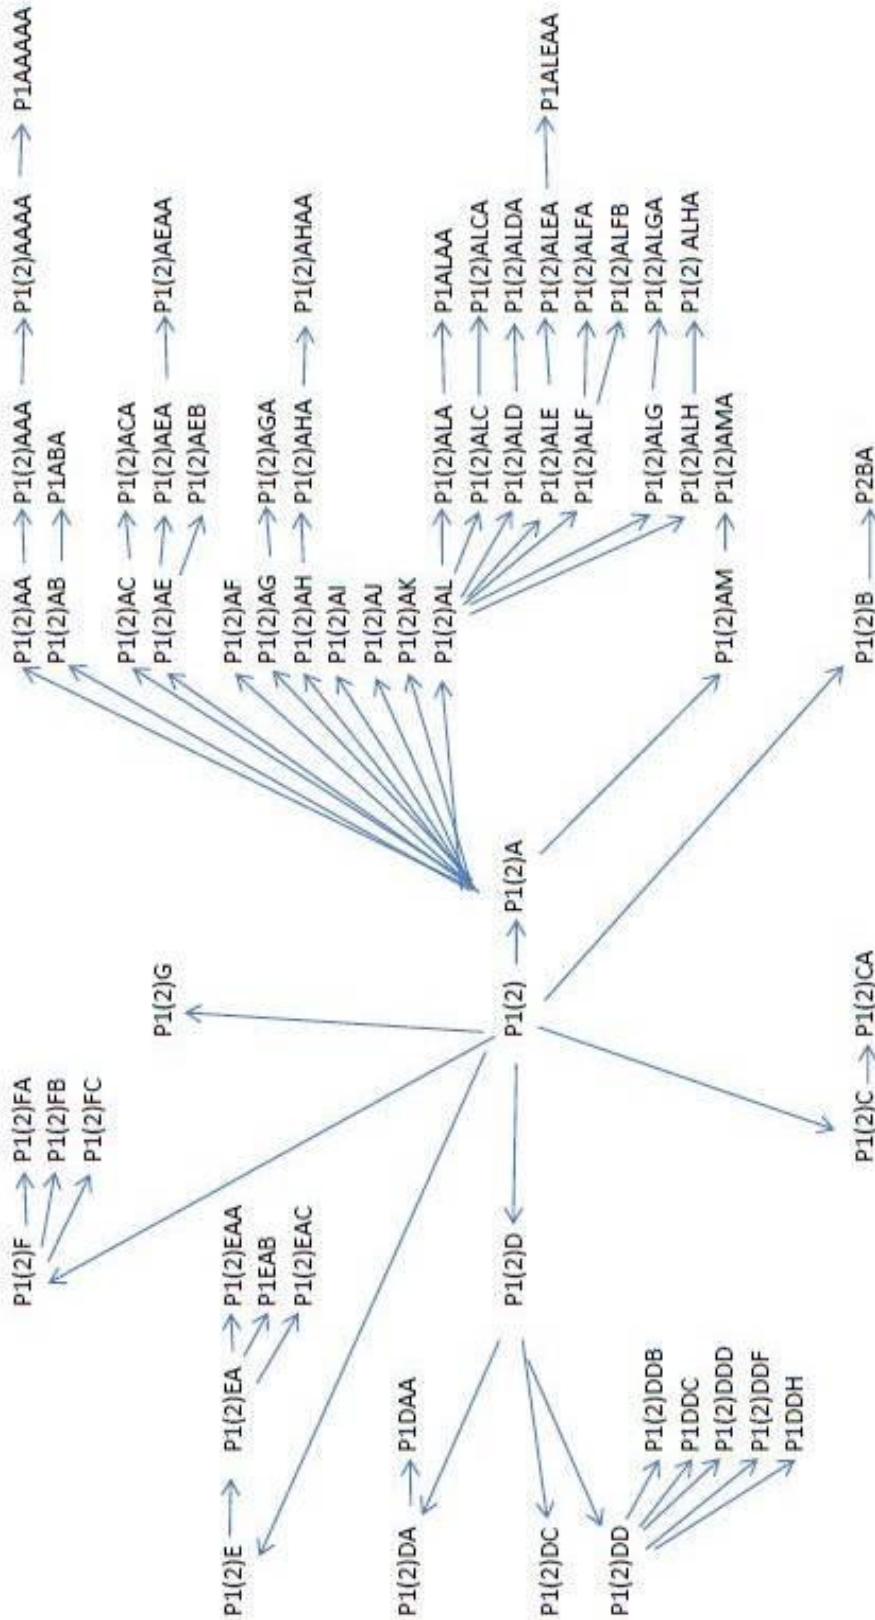 P1(2)F P1(2)FA P1(2)AA P1(2)AAA P1(2)AAAA P1AAAAA
P1(2)FB P1(2)AB P1ABA
P1(2)FC
P1(2)AC P1(2)ACA
P1(2)G P1(2)AE P1(2)AEA P1(2)AEAA
P1(2)AEB
P1(2)E P1(2)EA P1(2)EAA P1(2)AF
P1EAB P1(2)AG P1(2)AGA
P1(2)EAC P1(2)AH P1(2)AHA P1(2)AHAA
P1(2)AI
P1(2)AJ
P1(2)DA P1DAA P1(2)AK
P1(2)AL P1(2)ALA P1ALAA
P1(2)ALC P1(2)ALCA
P1(2)D P1(2) P1(2)A P1(2)ALD P1(2)ALDA
P1(2)DC P1(2)ALE P1(2)ALEA P1ALEAA
P1(2)ALF P1(2)ALFA
P1(2)DD P1(2)ALFB
P1(2)DDB P1(2)ALG P1(2)ALGA
P1DDC P1(2)ALH P1(2) ALHA
P1(2)DDD P1(2)AM P1(2)AMA
P1(2)DDF
P1DDH
P1(2)C P1(2)CA P1(2)B P2BA